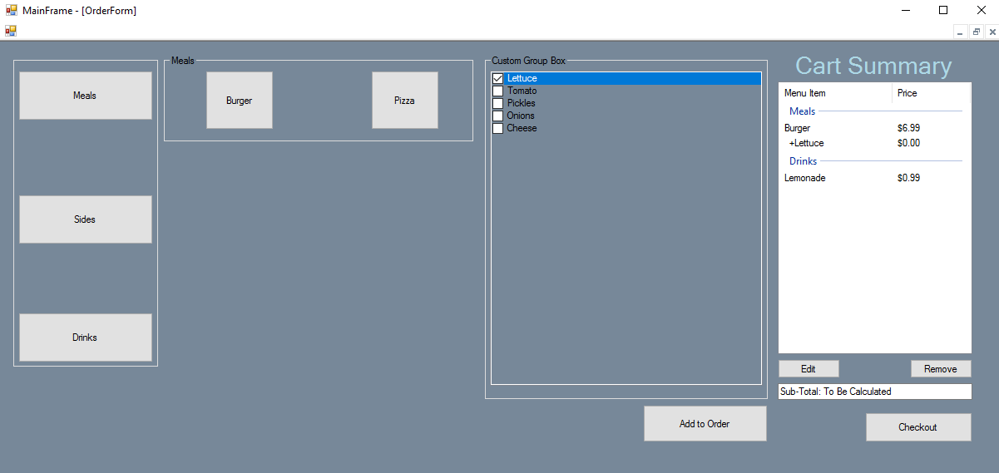 MainFrame - [OrderForm]
Meals
Sides
Drinks
Meals
Burger
Pizza
Custom Group Box
Lettuce
Tomato
Pickles
Onions
Cheese
Add to Order
Cart Summary
Menu Item Price
Meals
Burger $6.99
+Lettuce $0.00
Drinks
Lemonade $0.99
Edit
Remove
Sub-Total: To Be Calculated
Checkout